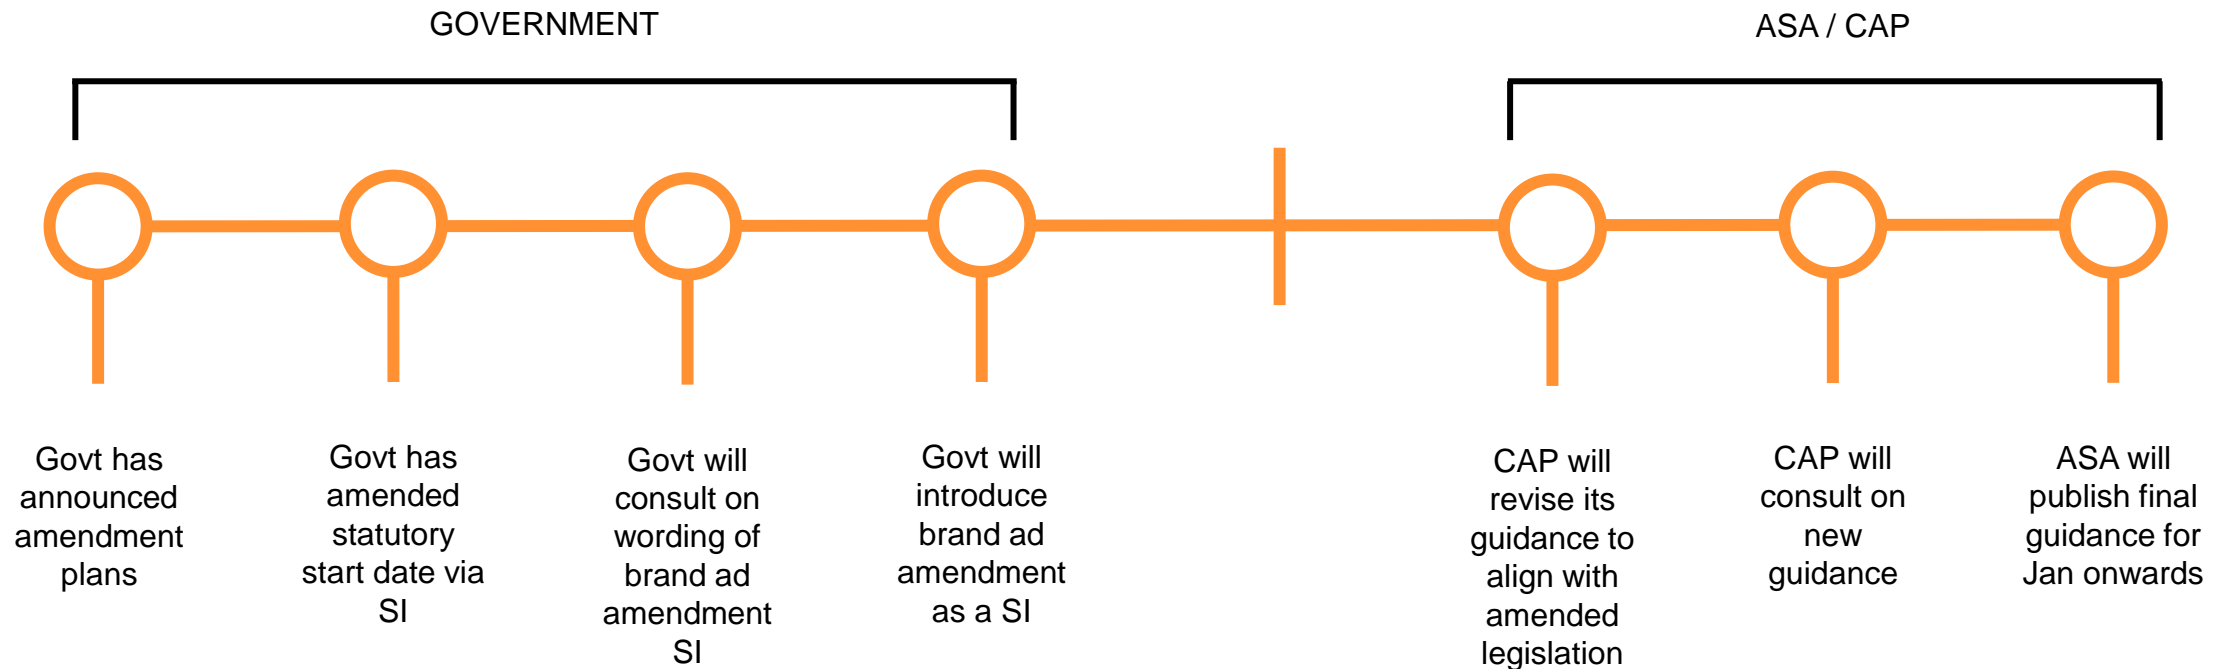 GOVERNMENT
ASA / CAP
Govt has
announced
amendment
plans
Govt has
amended
statutory
start date via
SI
Govt will
consult on
wording of
brand ad
amendment
SI
Govt will
introduce
brand ad
amendment
as a SI
CAP will
revise its
guidance to
align with
amended
legislation
CAP will
consult on
new
guidance
ASA will
publish final
guidance for
Jan onwards